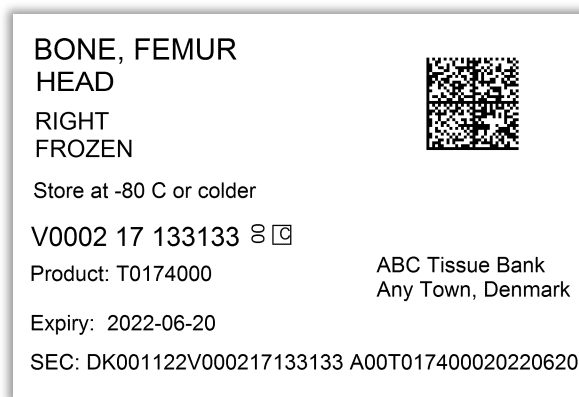 BONE, FEMUR
HEAD
RIGHT
FROZEN
Store at -80 C or colder
V0002 17 133133 00 C
Product: T0174000
ABC Tissue Bank
Any Town, Denmark
Expiry: 2022-06-20
SEC: DK001122V000217133133 A00T017400020220620